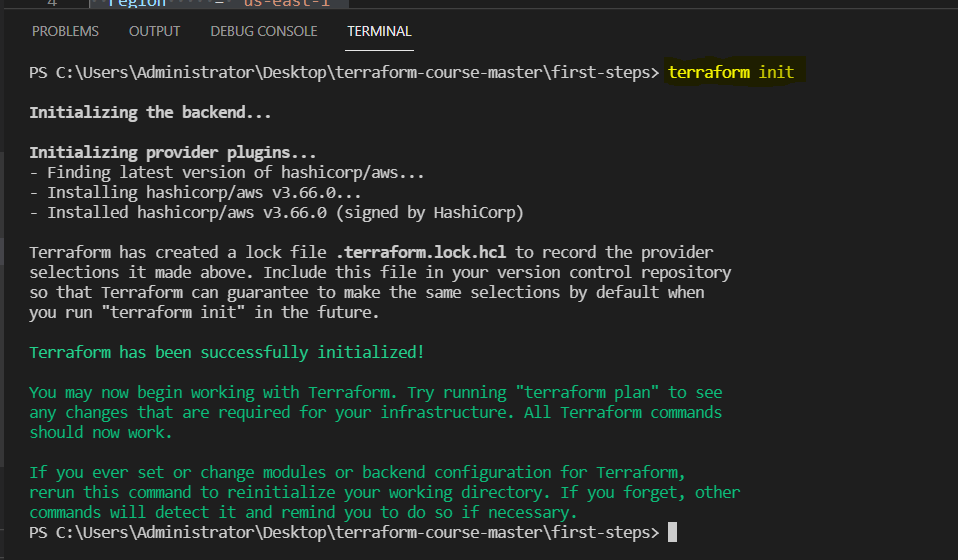 4 region = "us-east-1"
PROBLEMS OUTPUT DEBUG CONSOLE TERMINAL
PS C:\Users\Administrator\Desktop\terraform-course-master\first-steps> terraform init
Initializing the backend...
Initializing provider plugins...
- Finding latest version of hashicorp/aws...
- Installing hashicorp/aws v3.66.0...
- Installed hashicorp/aws v3.66.0 (signed by HashiCorp)
Terraform has created a lock file .terraform.lock.hcl to record the provider
selections it made above. Include this file in your version control repository
so that Terraform can guarantee to make the same selections by default when
you run "terraform init" in the future.
Terraform has been successfully initialized!
You may now begin working with Terraform. Try running "terraform plan" to see
any changes that are required for your infrastructure. All Terraform commands
should now work.
If you ever set or change modules or backend configuration for Terraform,
rerun this command to reinitialize your working directory. If you forget, other
commands will detect it and remind you to do so if necessary.
PS C:\Users\Administrator\Desktop\terraform-course-master\first-steps>